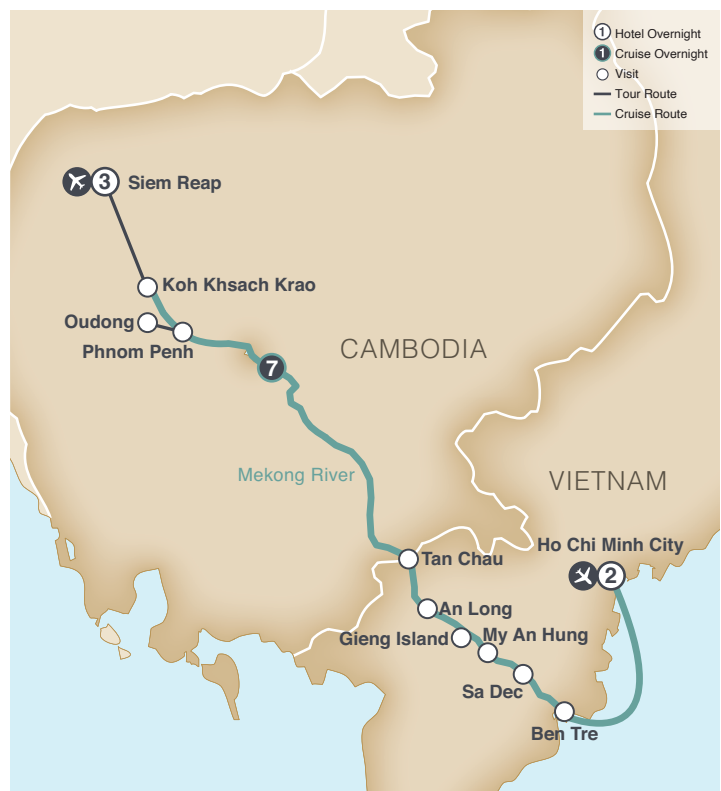 1 Hotel Overnight
1 Cruise Overnight
Visit
Tour Route
Cruise Route
3 Siem Reap
Koh Khsach Krao
Oudong
Phnom Penh
CAMBODIA
7
Mekong River
VIETNAM
Ho Chi Minh City
2
Tan Chau
An Long
Gieng Island
My An Hung
Sa Dec
Ben Tre